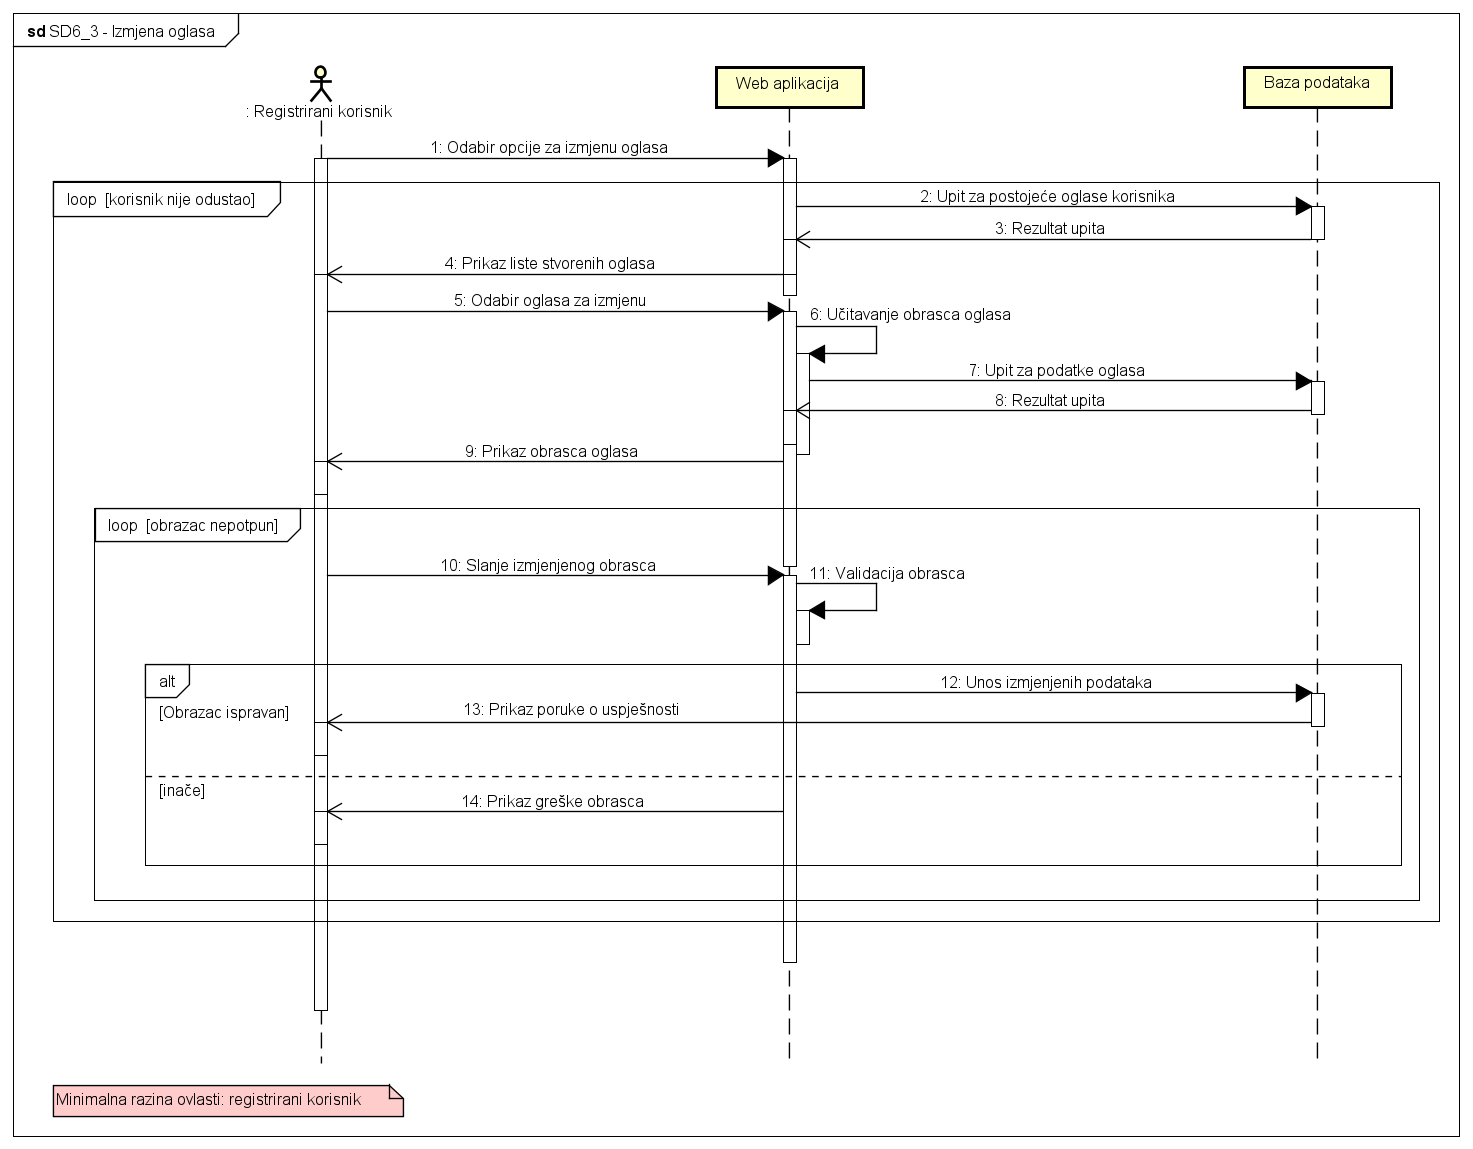 sd SD6_3 - Izmjena oglasa
: Registrirani korisnik
Web aplikacija
Baza podataka
1: Odabir opcije za izmjenu oglasa
loop [korisnik nije odustao]
2: Upit za postojeće oglase korisnika
3: Rezultat upita
4: Prikaz liste stvorenih oglasa
5: Odabir oglasa za izmjenu
6: Učitavanje obrasca oglasa
7: Upit za podatke oglasa
8: Rezultat upita
9: Prikaz obrasca oglasa
loop [obrazac nepotpun]
10: Slanje izmjenjenog obrasca
11: Validacija obrasca
alt
12: Unos izmjenjenih podataka
[Obrazac ispravan]
13: Prikaz poruke o uspješnosti
[inače]
14: Prikaz greške obrasca
Minimalna razina ovlasti: registrirani korisnik